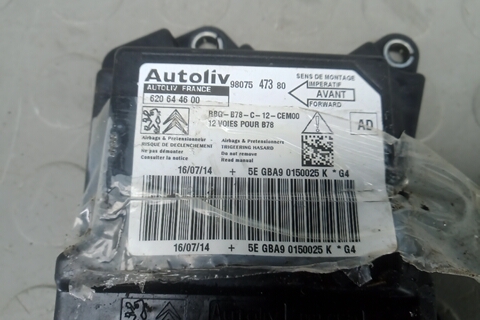 Autoliv 98075 473 80
AUTOLIV FRANCE
620 64 46 00
SENS DE MONTAGE
IMPERATIF
AVANT
FORWARD
RBG-B78-C-12-CEM00
12 VOIES POUR B78
AD
Airbags & Pretensionneur
RISQUE DE DECLENCHEMENT
Ne pas démonter
Consulter la notice
Airbags & Pretensioners
TRIGGERING HAZARD
Do not remove
Read manual
16/07/14 + 5E GBA9 0150025 K * G4
16/07/14 + 5E GBA9 0150025 K * G4